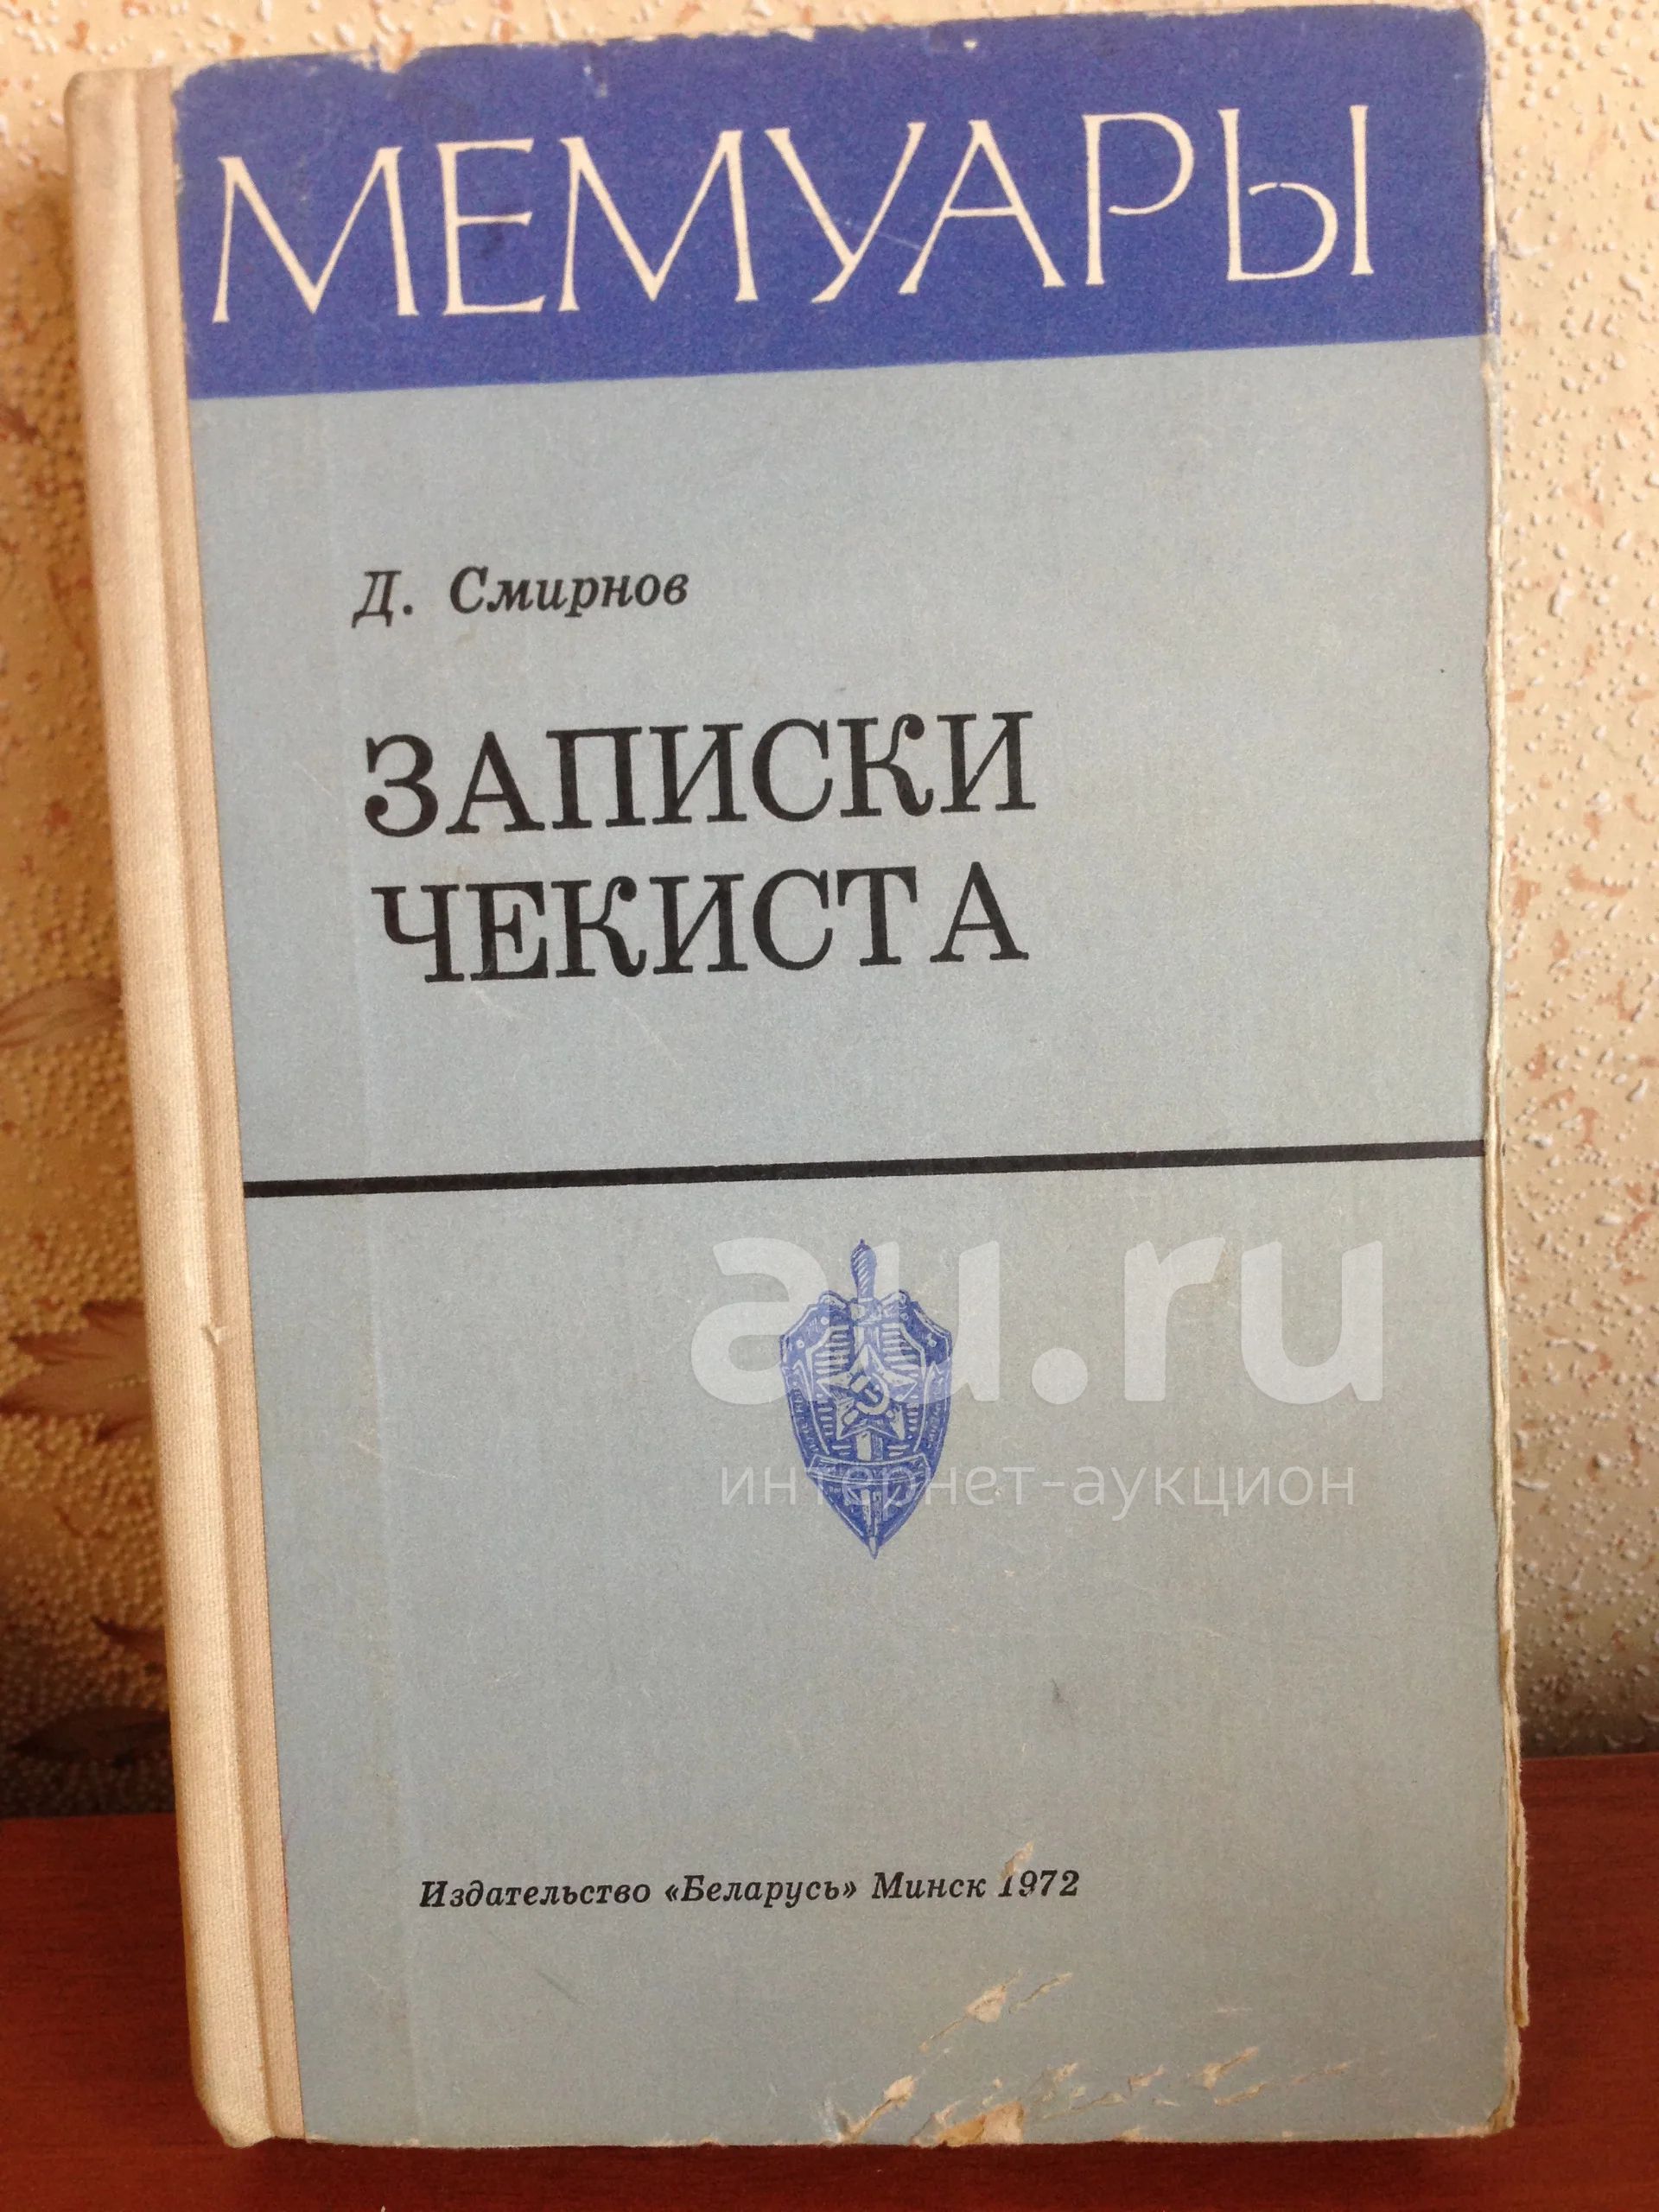 МЕМУАРЫ
Д. Смирнов
ЗАПИСКИ
ЧЕКИСТА
au.ru
интернет-аукцион
Издательство «Беларусь» Минск 1972